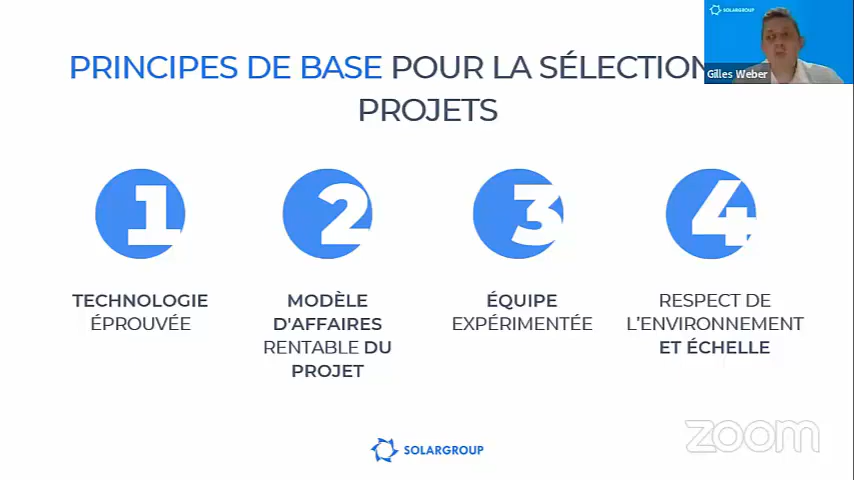 SOLARGROUP
Gilles Weber
PRINCIPES DE BASE POUR LA SÉLECTION
PROJETS
1
2
3
4
TECHNOLOGIE
ÉPROUVÉE
MODÈLE
D'AFFAIRES
RENTABLE DU
PROJET
ÉQUIPE
EXPÉRIMENTÉE
RESPECT DE
L'ENVIRONNEMENT
ET ÉCHELLE
SOLARGROUP
zoom